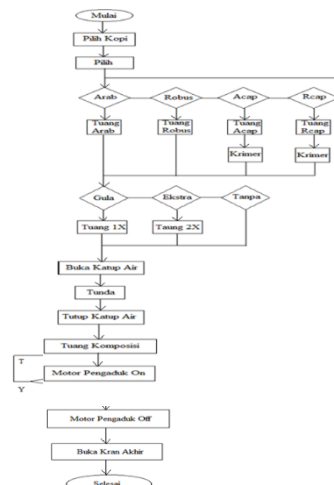 Mulai
Pilih Kopi
Pilih
Arab Robus Acap Rcap
Tuang Tuang Tuang Tuang
Arab Robus Acap Rcap
Krimer Krimer
Gula Ekstra Tanpa
Tuang 1X Taung 2X
Buka Katup Air
Tunda
Tutup Katup Air
Tuang Komposisi
T
Motor Pengaduk On
Y
Motor Pengaduk Off
Buka Kran Akhir
Selesai